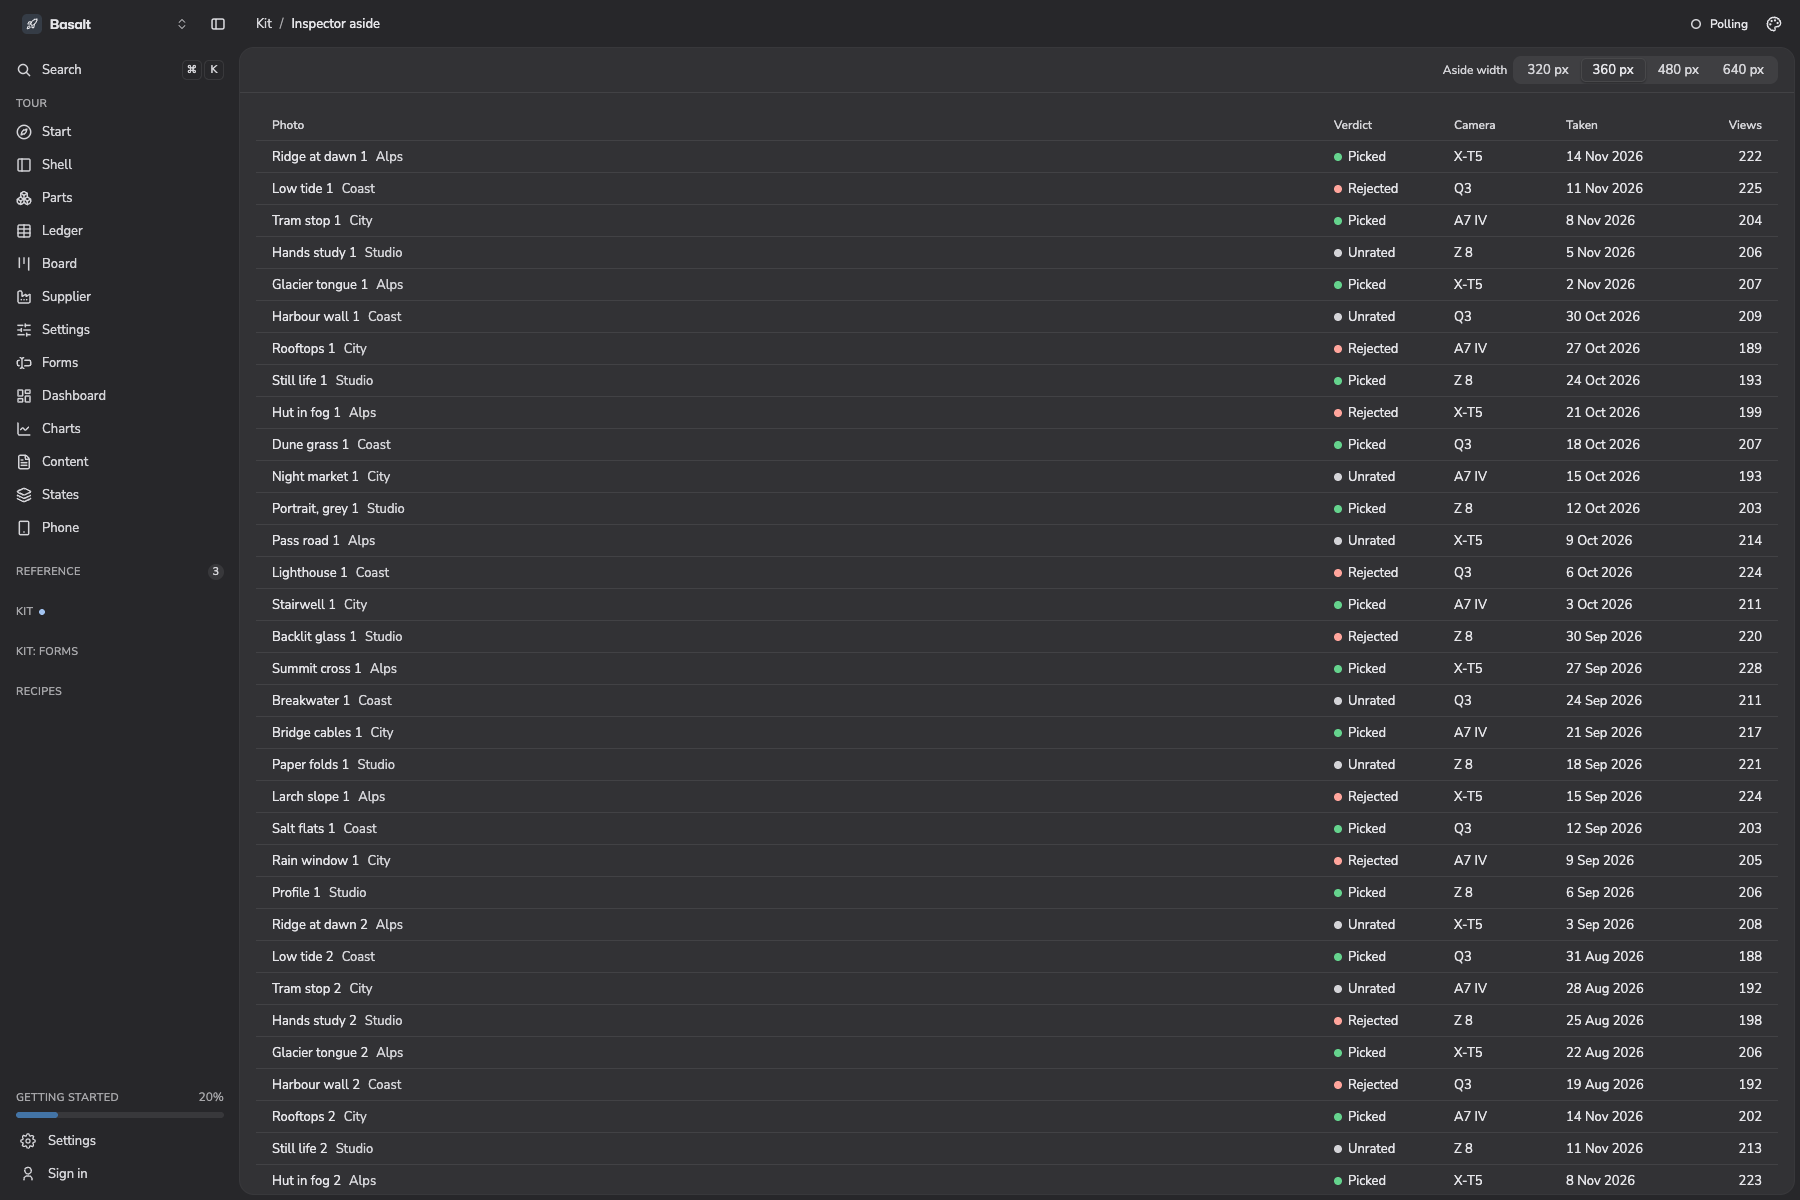 Basalt
Kit / Inspector aside
Polling
Search ⌘ K
TOUR
Start
Shell
Parts
Ledger
Board
Supplier
Settings
Forms
Dashboard
Charts
Content
States
Phone
REFERENCE 3
KIT
KIT: FORMS
RECIPES
GETTING STARTED 20%
Settings
Sign in
Aside width 320 px 360 px 480 px 640 px
Photo Verdict Camera Taken Views
Ridge at dawn 1 Alps Picked X-T5 14 Nov 2026 222
Low tide 1 Coast Rejected Q3 11 Nov 2026 225
Tram stop 1 City Picked A7 IV 8 Nov 2026 204
Hands study 1 Studio Unrated Z 8 5 Nov 2026 206
Glacier tongue 1 Alps Picked X-T5 2 Nov 2026 207
Harbour wall 1 Coast Unrated Q3 30 Oct 2026 209
Rooftops 1 City Rejected A7 IV 27 Oct 2026 189
Still life 1 Studio Picked Z 8 24 Oct 2026 193
Hut in fog 1 Alps Rejected X-T5 21 Oct 2026 199
Dune grass 1 Coast Picked Q3 18 Oct 2026 207
Night market 1 City Unrated A7 IV 15 Oct 2026 193
Portrait, grey 1 Studio Picked Z 8 12 Oct 2026 203
Pass road 1 Alps Unrated X-T5 9 Oct 2026 214
Lighthouse 1 Coast Rejected Q3 6 Oct 2026 224
Stairwell 1 City Picked A7 IV 3 Oct 2026 211
Backlit glass 1 Studio Rejected Z 8 30 Sep 2026 220
Summit cross 1 Alps Picked X-T5 27 Sep 2026 228
Breakwater 1 Coast Unrated Q3 24 Sep 2026 211
Bridge cables 1 City Picked A7 IV 21 Sep 2026 217
Paper folds 1 Studio Unrated Z 8 18 Sep 2026 221
Larch slope 1 Alps Rejected X-T5 15 Sep 2026 224
Salt flats 1 Coast Picked Q3 12 Sep 2026 203
Rain window 1 City Rejected A7 IV 9 Sep 2026 205
Profile 1 Studio Picked Z 8 6 Sep 2026 206
Ridge at dawn 2 Alps Unrated X-T5 3 Sep 2026 208
Low tide 2 Coast Picked Q3 31 Aug 2026 188
Tram stop 2 City Unrated A7 IV 28 Aug 2026 192
Hands study 2 Studio Rejected Z 8 25 Aug 2026 198
Glacier tongue 2 Alps Picked X-T5 22 Aug 2026 206
Harbour wall 2 Coast Rejected Q3 19 Aug 2026 192
Rooftops 2 City Picked A7 IV 14 Nov 2026 202
Still life 2 Studio Unrated Z 8 11 Nov 2026 213
Hut in fog 2 Alps Picked X-T5 8 Nov 2026 223